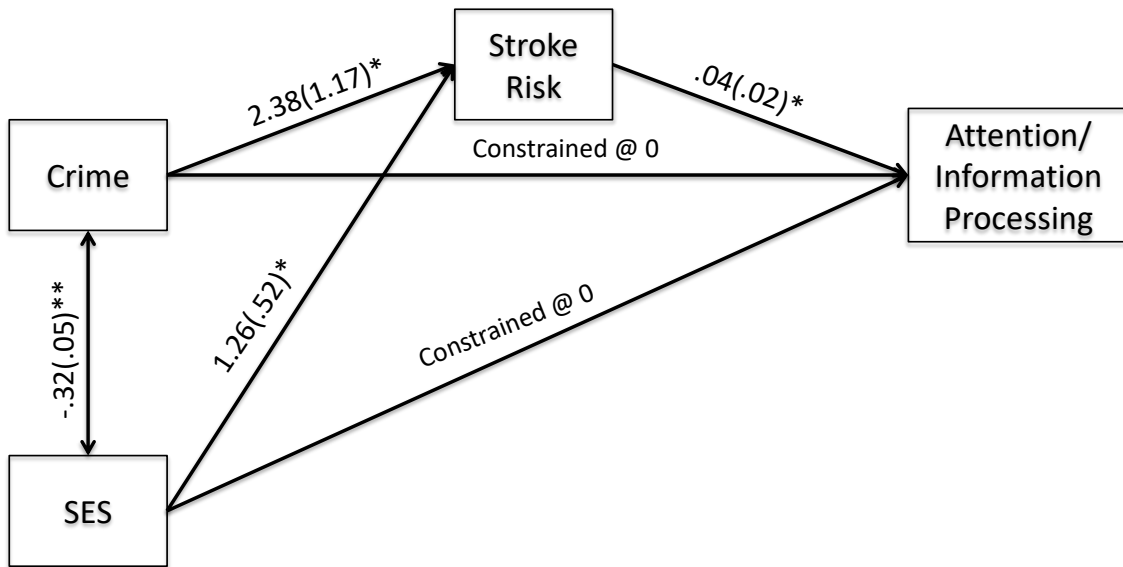 Stroke
Risk
2.38(1.17)*
.04(.02)*
Attention/
Information
Processing
Constrained @ 0
Crime
1.26(.52)*
Constrained @ 0
-.32(.05)**
SES